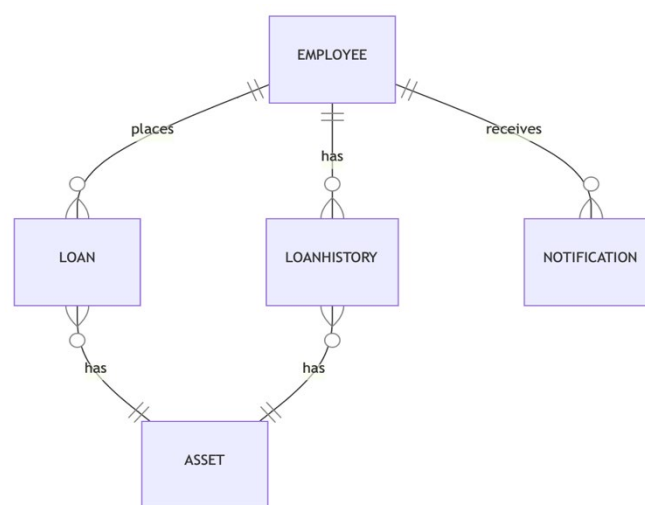 EMPLOYEE
places
has
receives
LOAN
LOANHISTORY
NOTIFICATION
has
has
ASSET